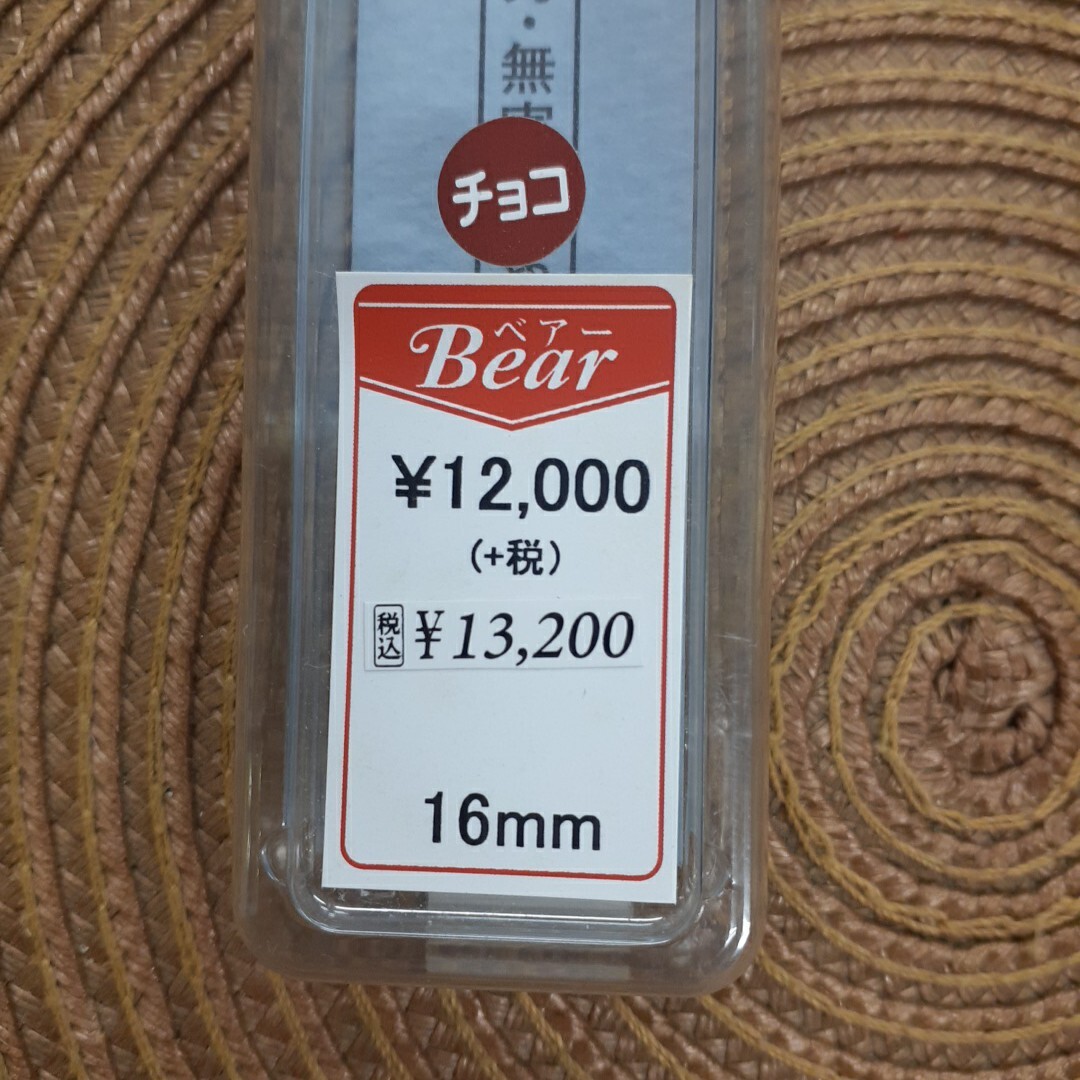 ・無
チョコ
ベアー
Bear
¥12,000
(+税)
税込 ¥13,200
16mm